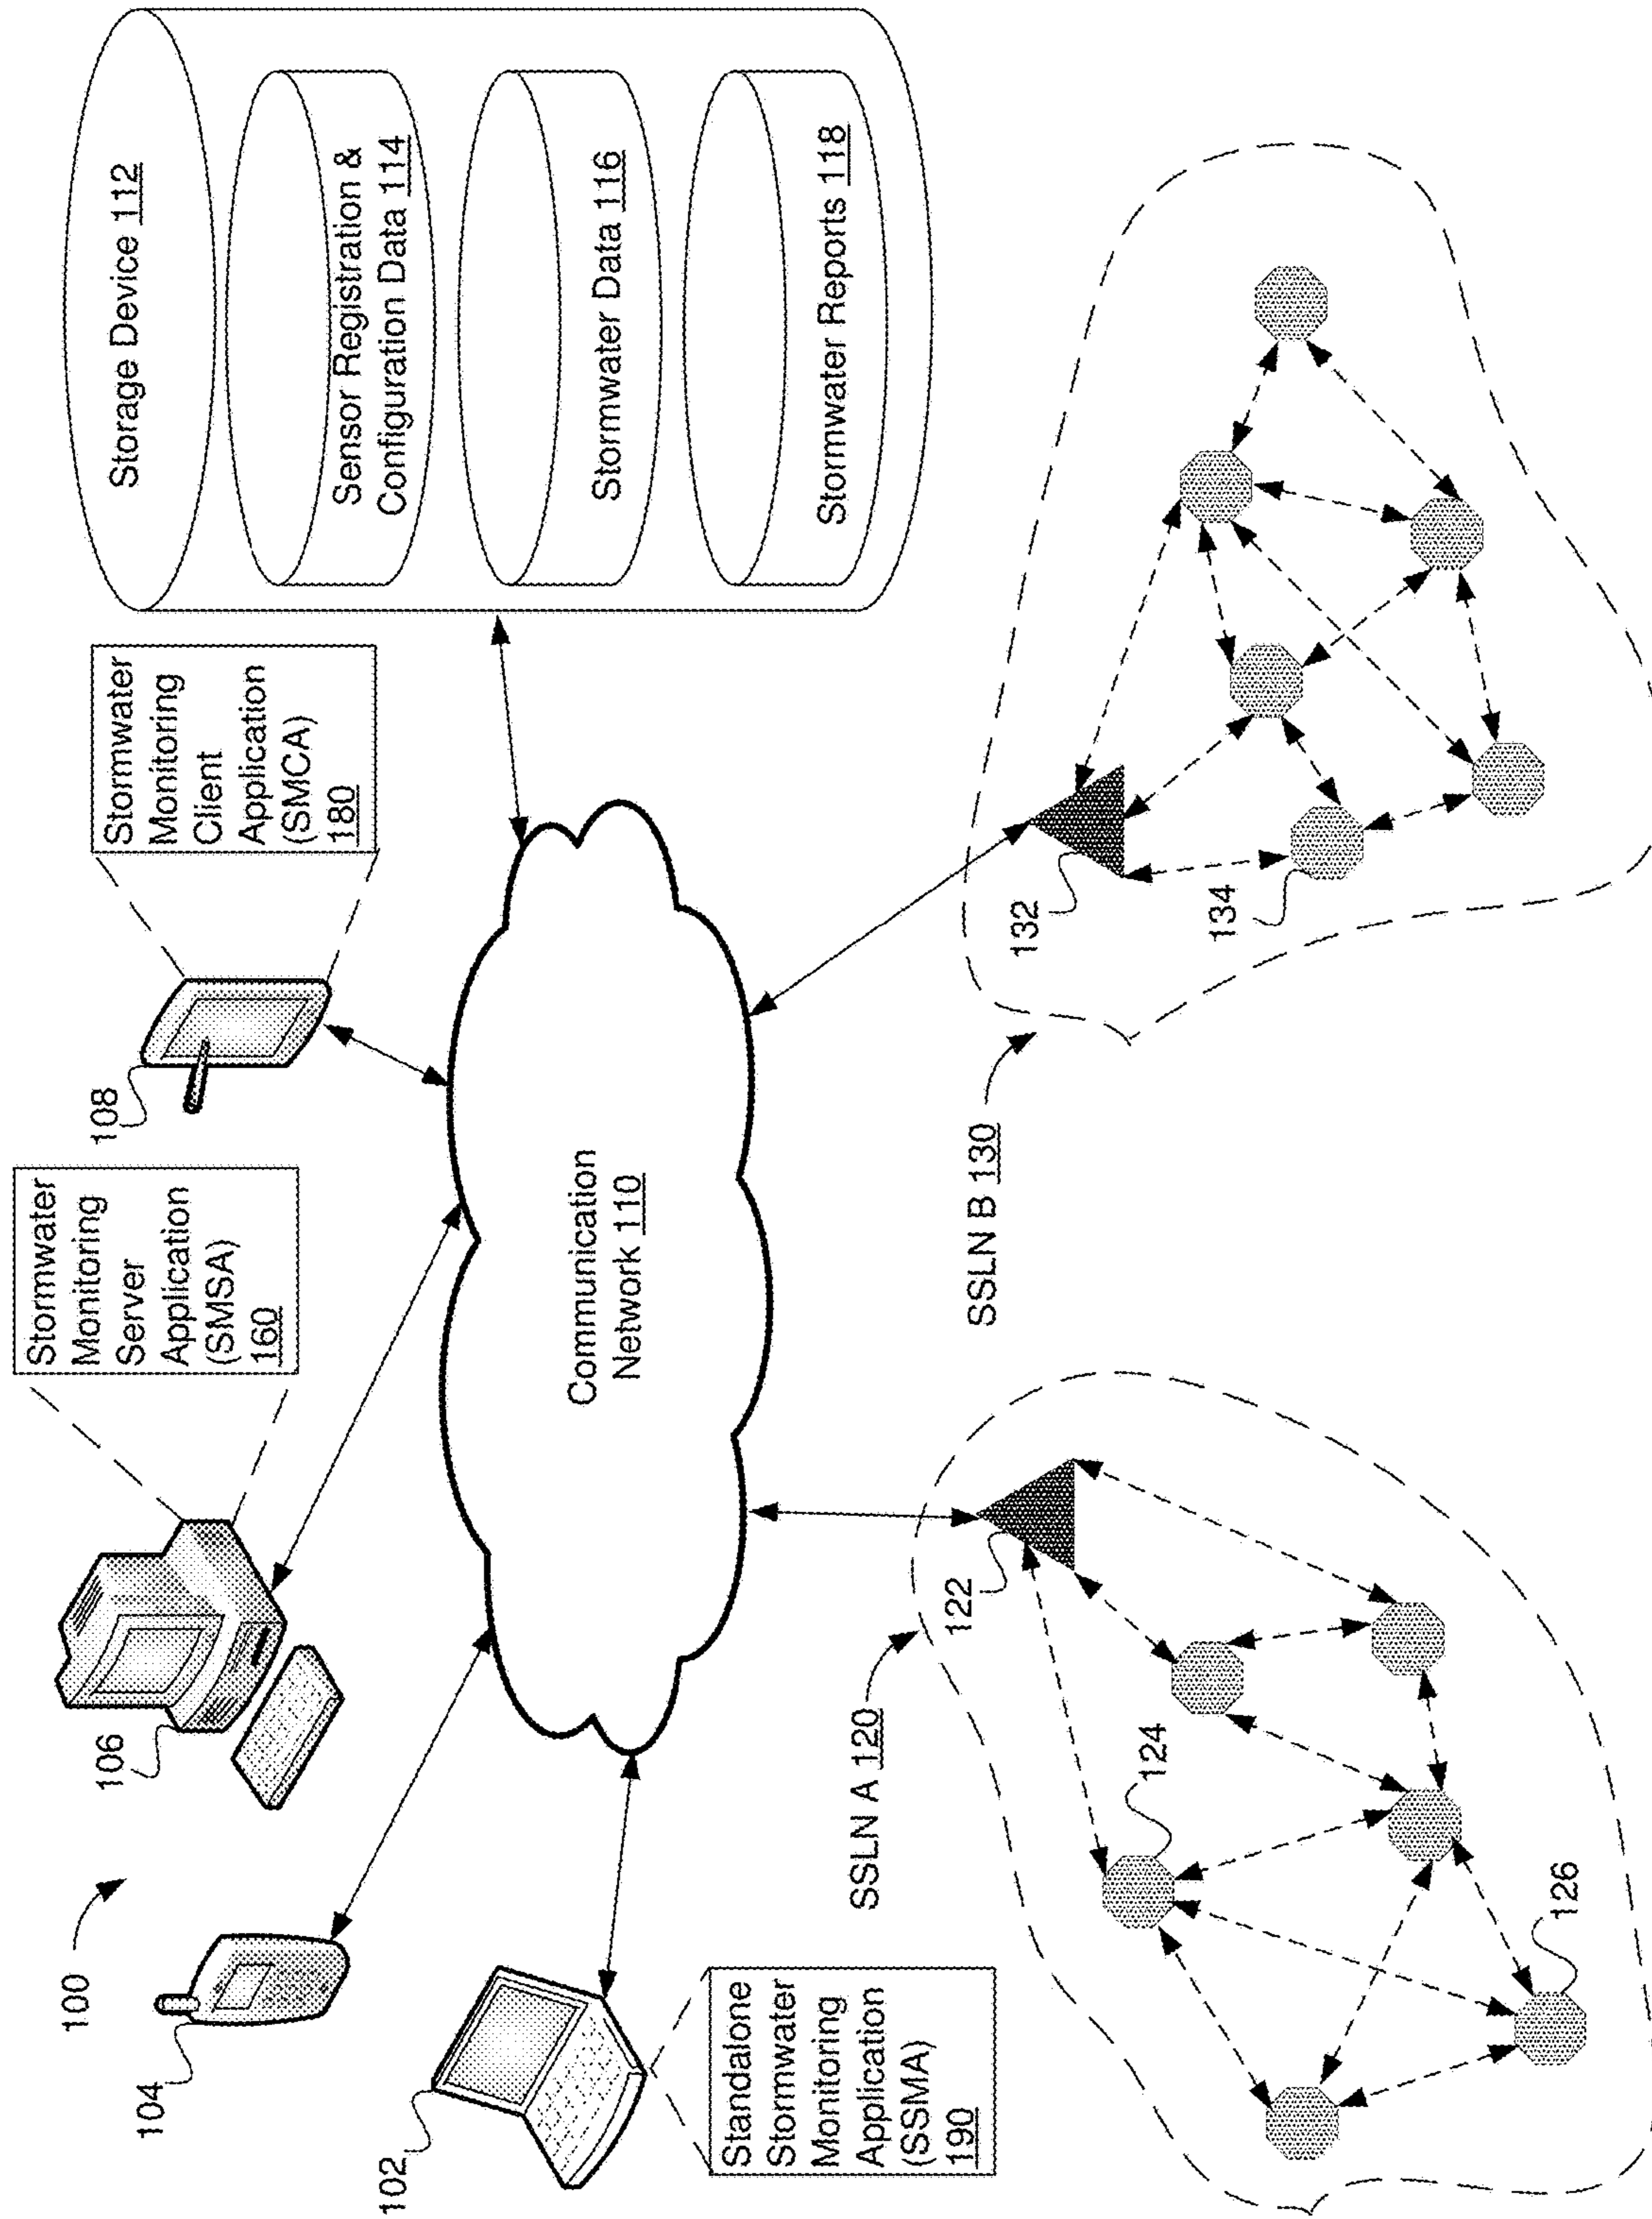 100
102
104
106
108
Stormwater
Monitoring
Server
Application
(SMSA)
160
Stormwater
Monitoring
Client
Application
(SMCA)
180
Standalone
Stormwater
Monitoring
Application
(SSMA)
190
Communication
Network 110
Storage Device 112
Sensor Registration &
Configuration Data 114
Stormwater Data 116
Stormwater Reports 118
SSLN A 120
122
124
126
SSLN B 130
132
134